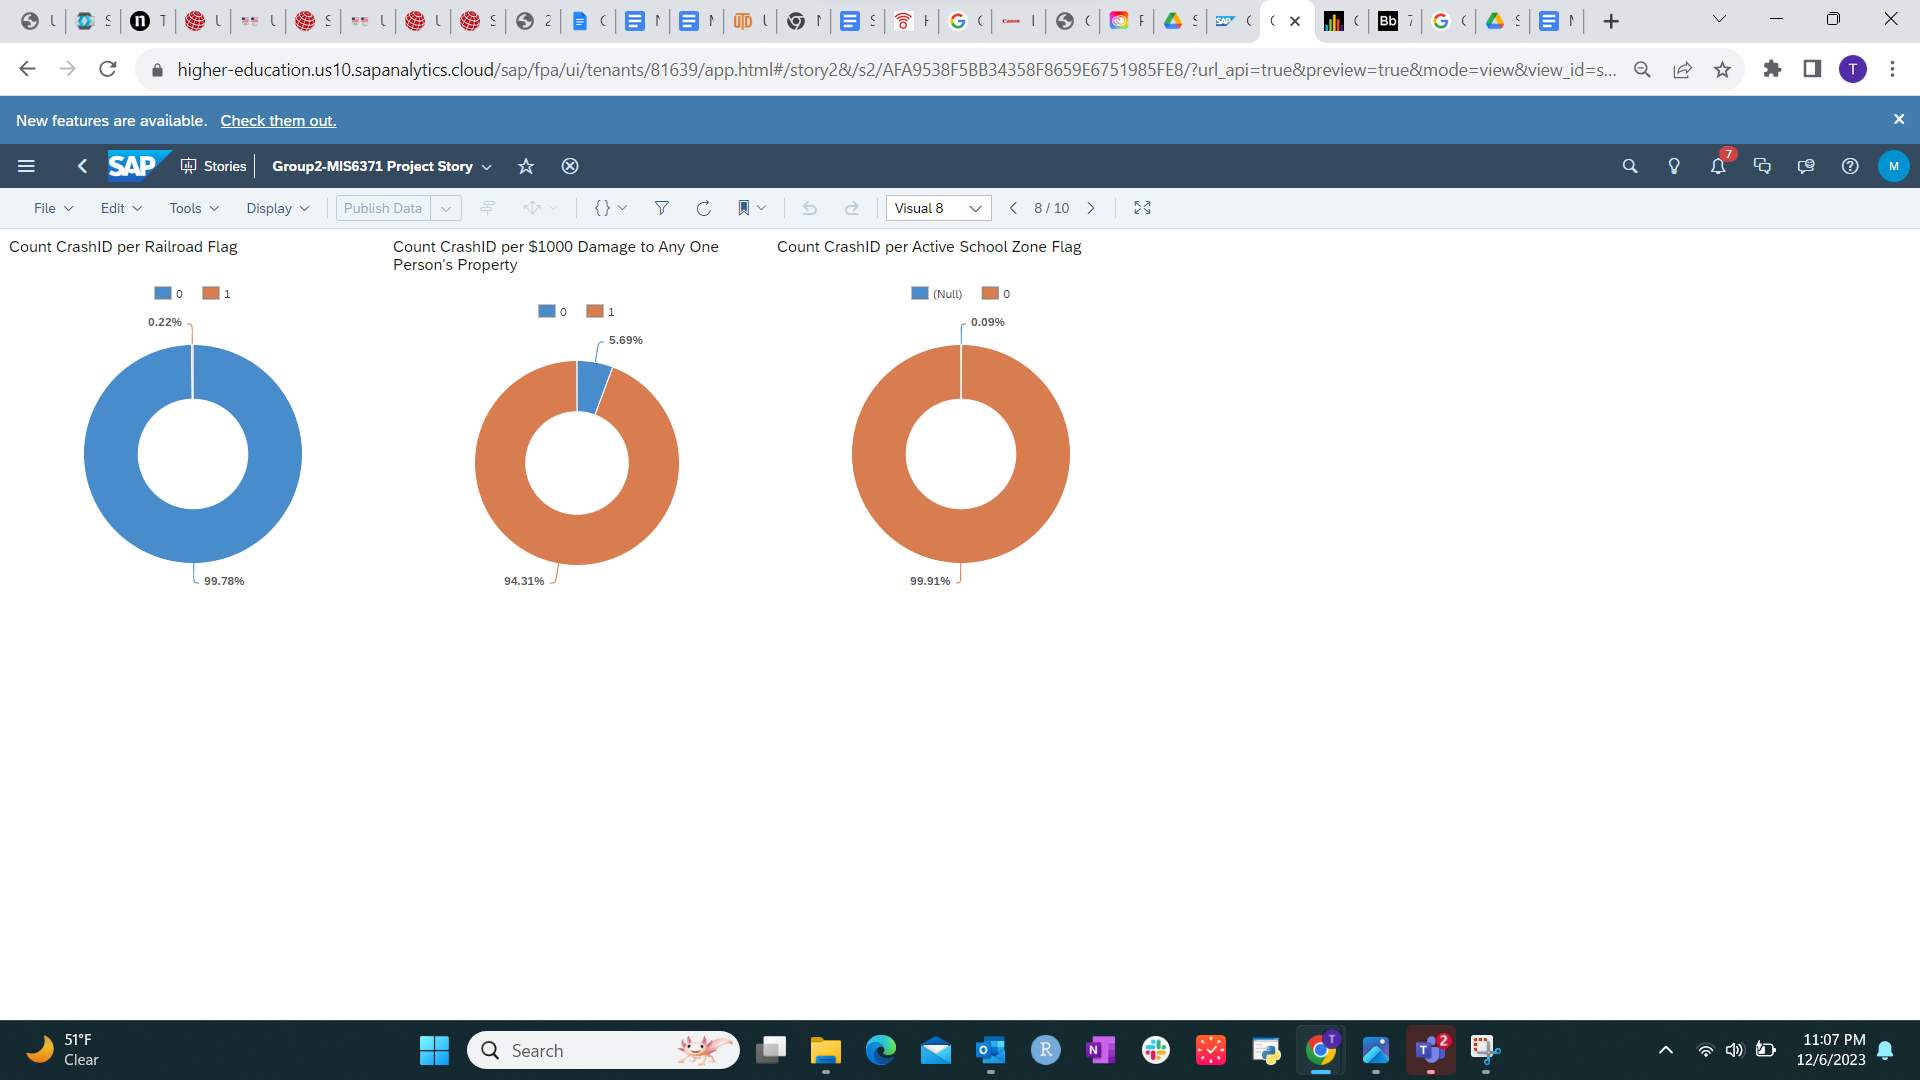 higher-education.us10.sapanalytics.cloud/sap/fpa/ui/tenants/81639/app.html#/story2&/s2/AFA9538F5BB34358F8659E6751985FE8/?url_api=true&preview=true&mode=view&view_id=s...
T
New features are available. Check them out.
SAP Stories Group2-MIS6371 Project Story 7 M
File Edit Tools Display Publish Data {} Visual 8 8 / 10
Count CrashID per Railroad Flag
0 1
0.22%
99.78%
Count CrashID per $1000 Damage to Any One
Person's Property
0 1
5.69%
94.31%
Count CrashID per Active School Zone Flag
(Null) 0
0.09%
99.91%
51°F
Clear
Search
2
11:07 PM
12/6/2023